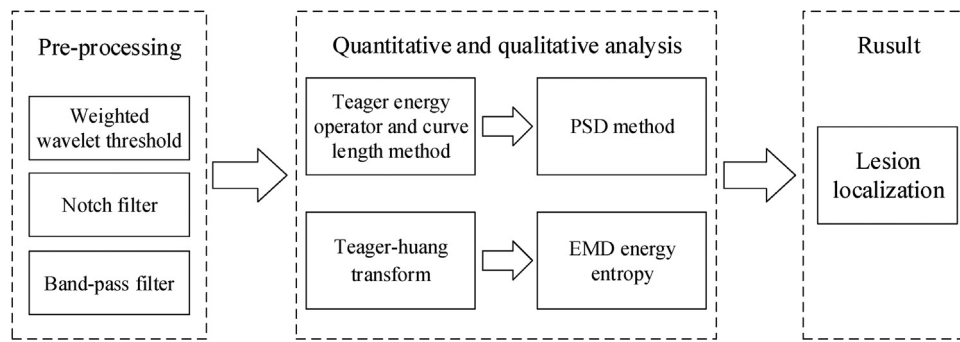 Pre-processing
Weighted
wavelet threshold
Notch filter
Band-pass filter
Quantitative and qualitative analysis
Teager energy
operator and curve
length method
PSD method
Teager-huang
transform
EMD energy
entropy
Rusult
Lesion
localization